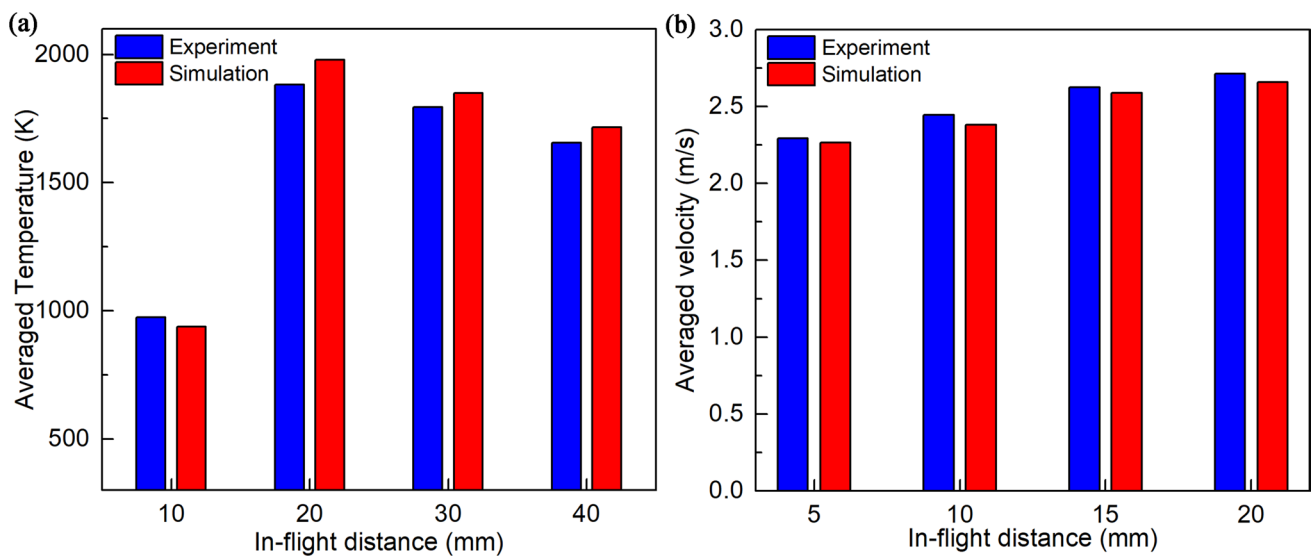 (a)
Experiment
Simulation
2000
1500
1000
500
Averaged Temperature (K)
10 20 30 40
In-flight distance (mm)
(b)
Experiment
Simulation
3.0
2.5
2.0
1.5
1.0
0.5
0.0
Averaged velocity (m/s)
5 10 15 20
In-flight distance (mm)